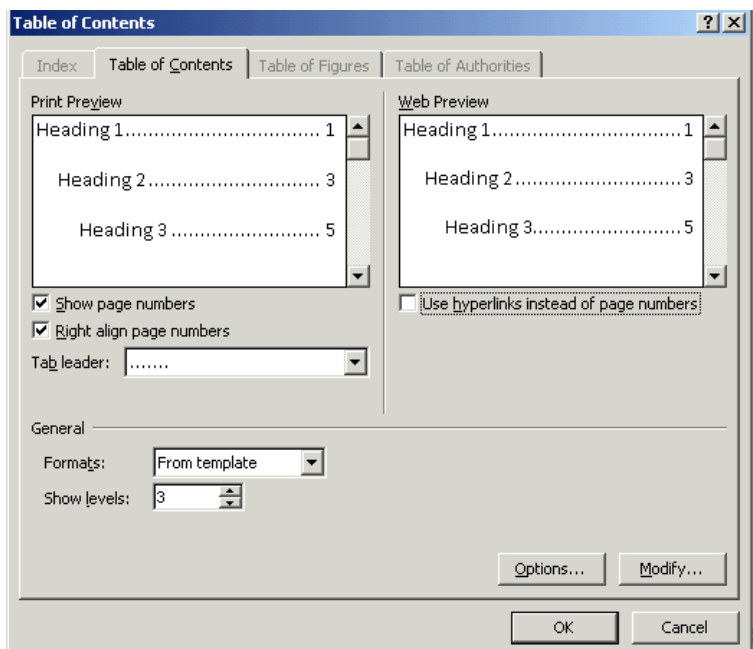 Table of Contents
Index Table of Contents Table of Figures Table of Authorities
Print Preview
Heading 1................................. 1
Heading 2............................. 3
Heading 3 ......................... 5
Show page numbers
Right align page numbers
Tab leader: .......
Web Preview
Heading 1.................................1
Heading 2.............................3
Heading 3.........................5
Use hyperlinks instead of page numbers
General
Formats: From template
Show levels: 3
Options... Modify...
OK Cancel